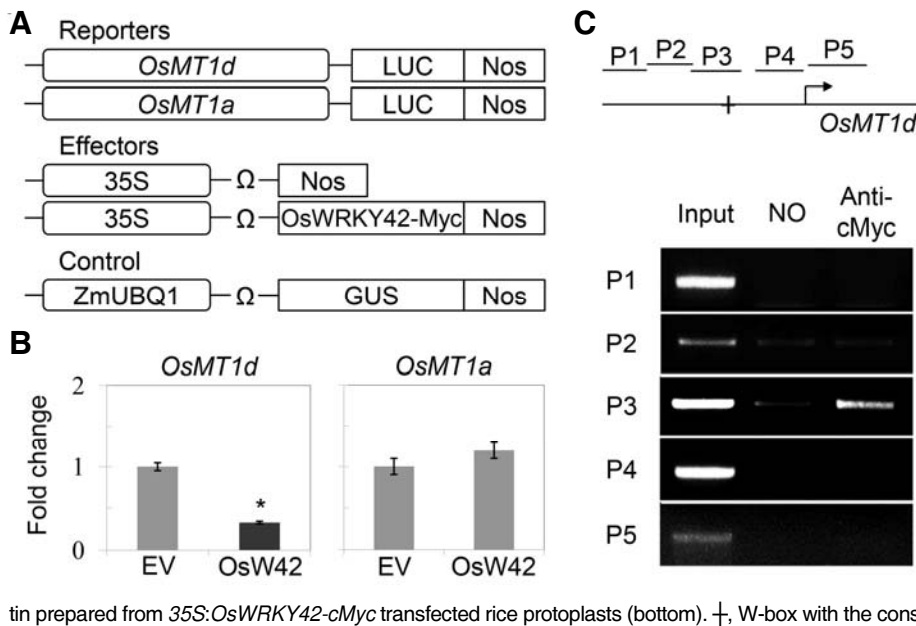 A
Reporters
OsMT1d LUC Nos
OsMT1a LUC Nos
Effectors
35S Ω Nos
35S Ω OsWRKY42-Myc Nos
Control
ZmUBQ1 Ω GUS Nos
B
OsMT1d OsMT1a
Fold change
2
1
0
*
EV OsW42 EV OsW42
C
P1 P2 P3 P4 P5
OsMT1d
Input NO Anti-
cMyc
P1
P2
P3
P4
P5
tin prepared from 35S:OsWRKY42-cMyc transfected rice protoplasts (bottom). ┼, W-box with the cons